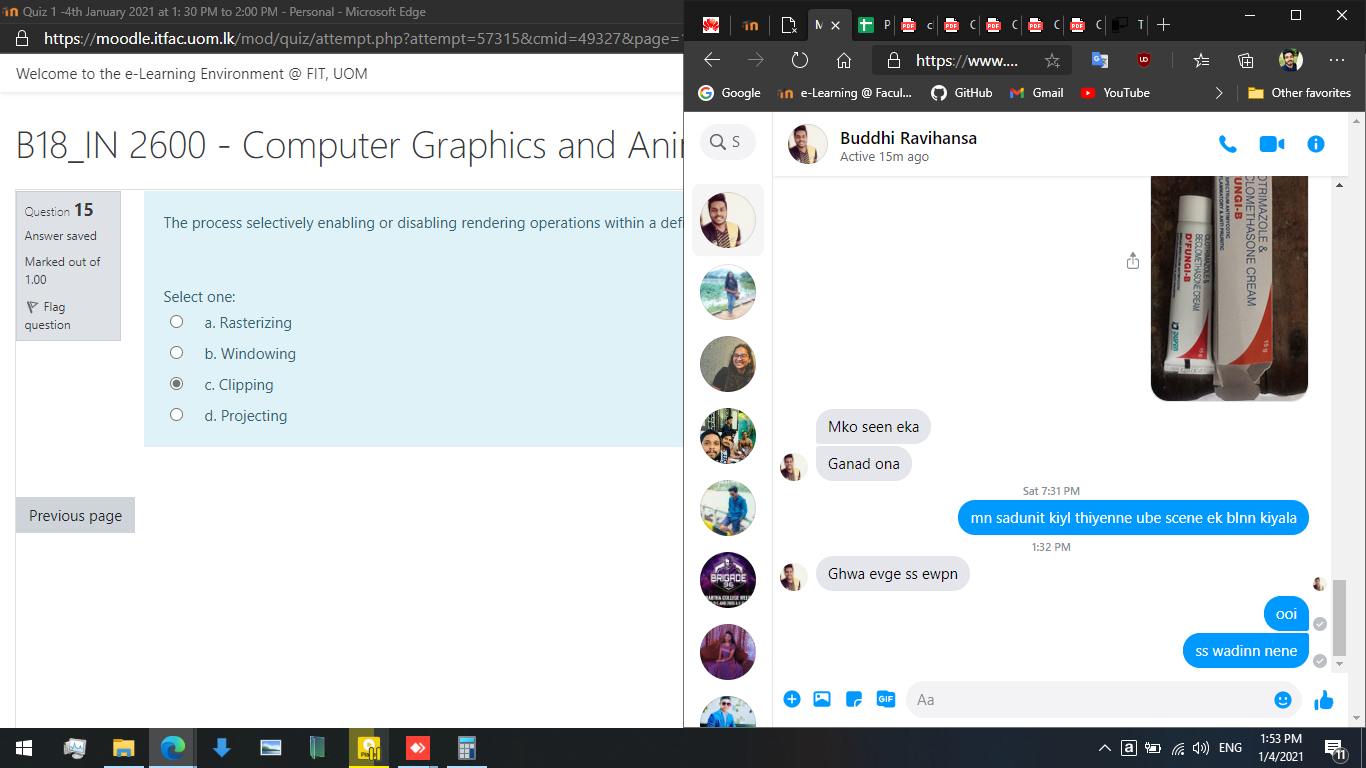 Quiz 1 -4th January 2021 at 1: 30 PM to 2:00 PM - Personal - Microsoft Edge
https://moodle.itfac.uom.lk/mod/quiz/attempt.php?attempt=57315&cmid=49327&page=
Welcome to the e-Learning Environment @ FIT, UOM
B18_IN 2600 - Computer Graphics and Ani
Question 15
Answer saved
Marked out of
1.00
Flag
question
The process selectively enabling or disabling rendering operations within a def
Select one:
a. Rasterizing
b. Windowing
c. Clipping
d. Projecting
Previous page
M
P
c
C
C
C
C
T
https://www....
Google
e-Learning @ Facul...
GitHub
Gmail
YouTube
Other favorites
S
Buddhi Ravihansa
Active 15m ago
CLOTRIMAZOLE &
BECLOMETHASONE CREAM
D'FUNGI-B
15 g
OTRIMAZOLE &
CLOMETHASONE CREAM
UNGI-B
15 g
Mko seen eka
Ganad ona
Sat 7:31 PM
mn sadunit kiyl thiyenne ube scene ek blnn kiyala
1:32 PM
Ghwa evge ss ewpn
ooi
ss wadinn nene
BRIGADE
GIF
Aa
ENG
1:53 PM
1/4/2021
11